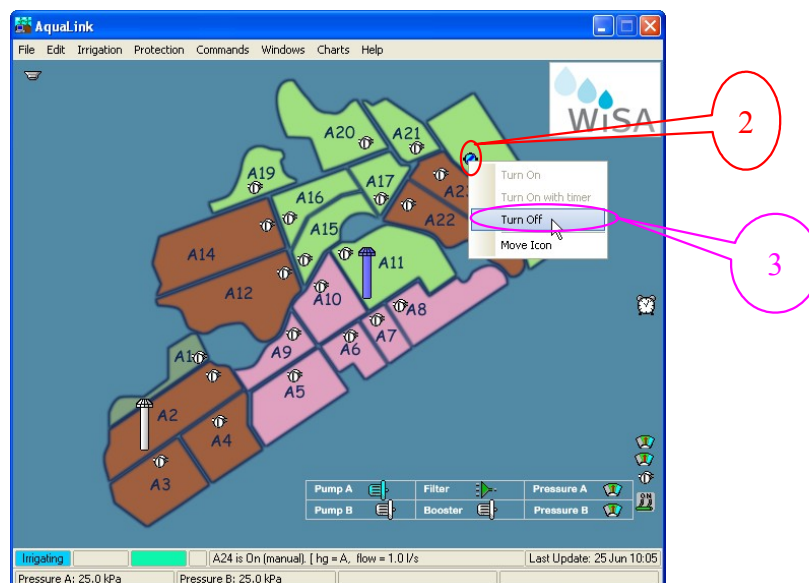 AquaLink
File Edit Irrigation Protection Commands Windows Charts Help
WiSA
2
A20
A21
A19
A17
A16
A15
A14
A12
A11
A10
A22
A23
Turn On
Turn On with timer
Turn Off
Move Icon
3
A8
A7
A6
A9
A5
A1
A2
A4
A3
Pump A Filter Pressure A
Pump B Booster Pressure B
ON
Irrigating A24 is On (manual). [ hg = A, flow = 1.0 l/s Last Update: 25 Jun 10:05
Pressure A: 25.0 kPa Pressure B: 25.0 kPa